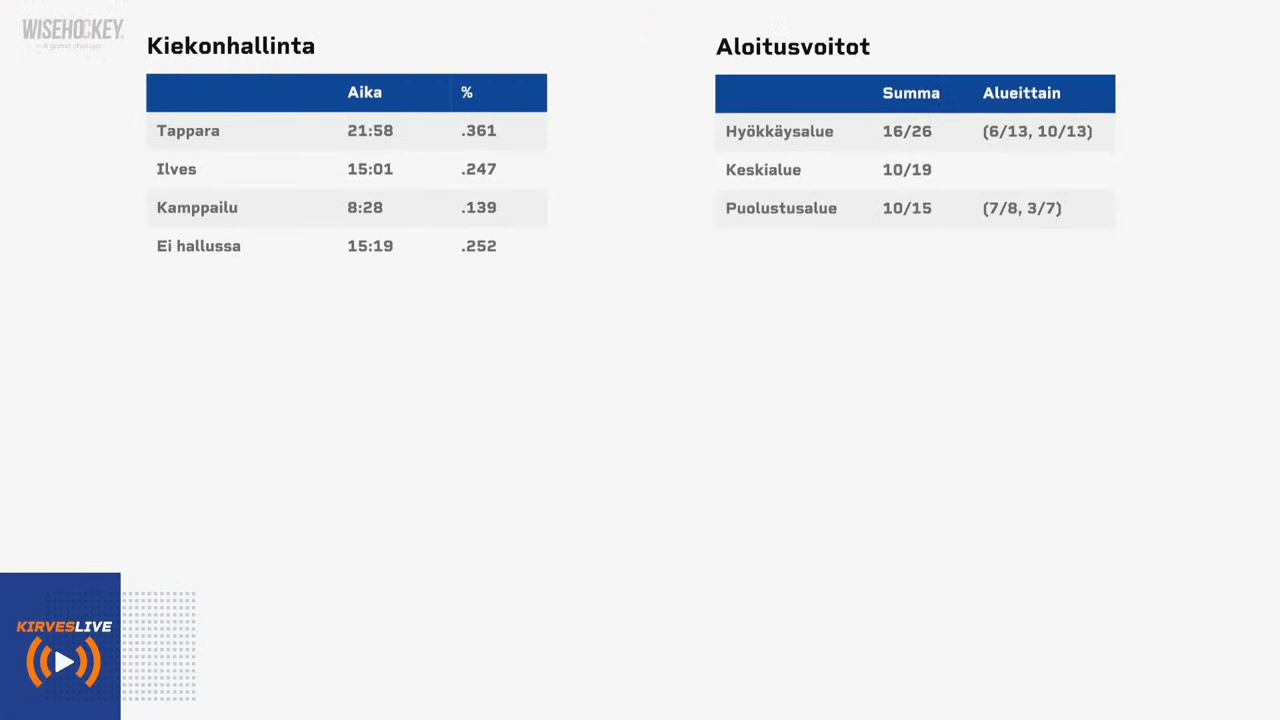 WISEHOCKEY
A game changer
Kiekonhallinta
Aika %
Tappara 21:58 .361
Ilves 15:01 .247
Kamppailu 8:28 .139
Ei hallussa 15:19 .252
Aloitusvoitot
Summa Alueittain
Hyökkäysalue 16/26 (6/13, 10/13)
Keskialue 10/19
Puolustusalue 10/15 (7/8, 3/7)
KIRVESLIVE